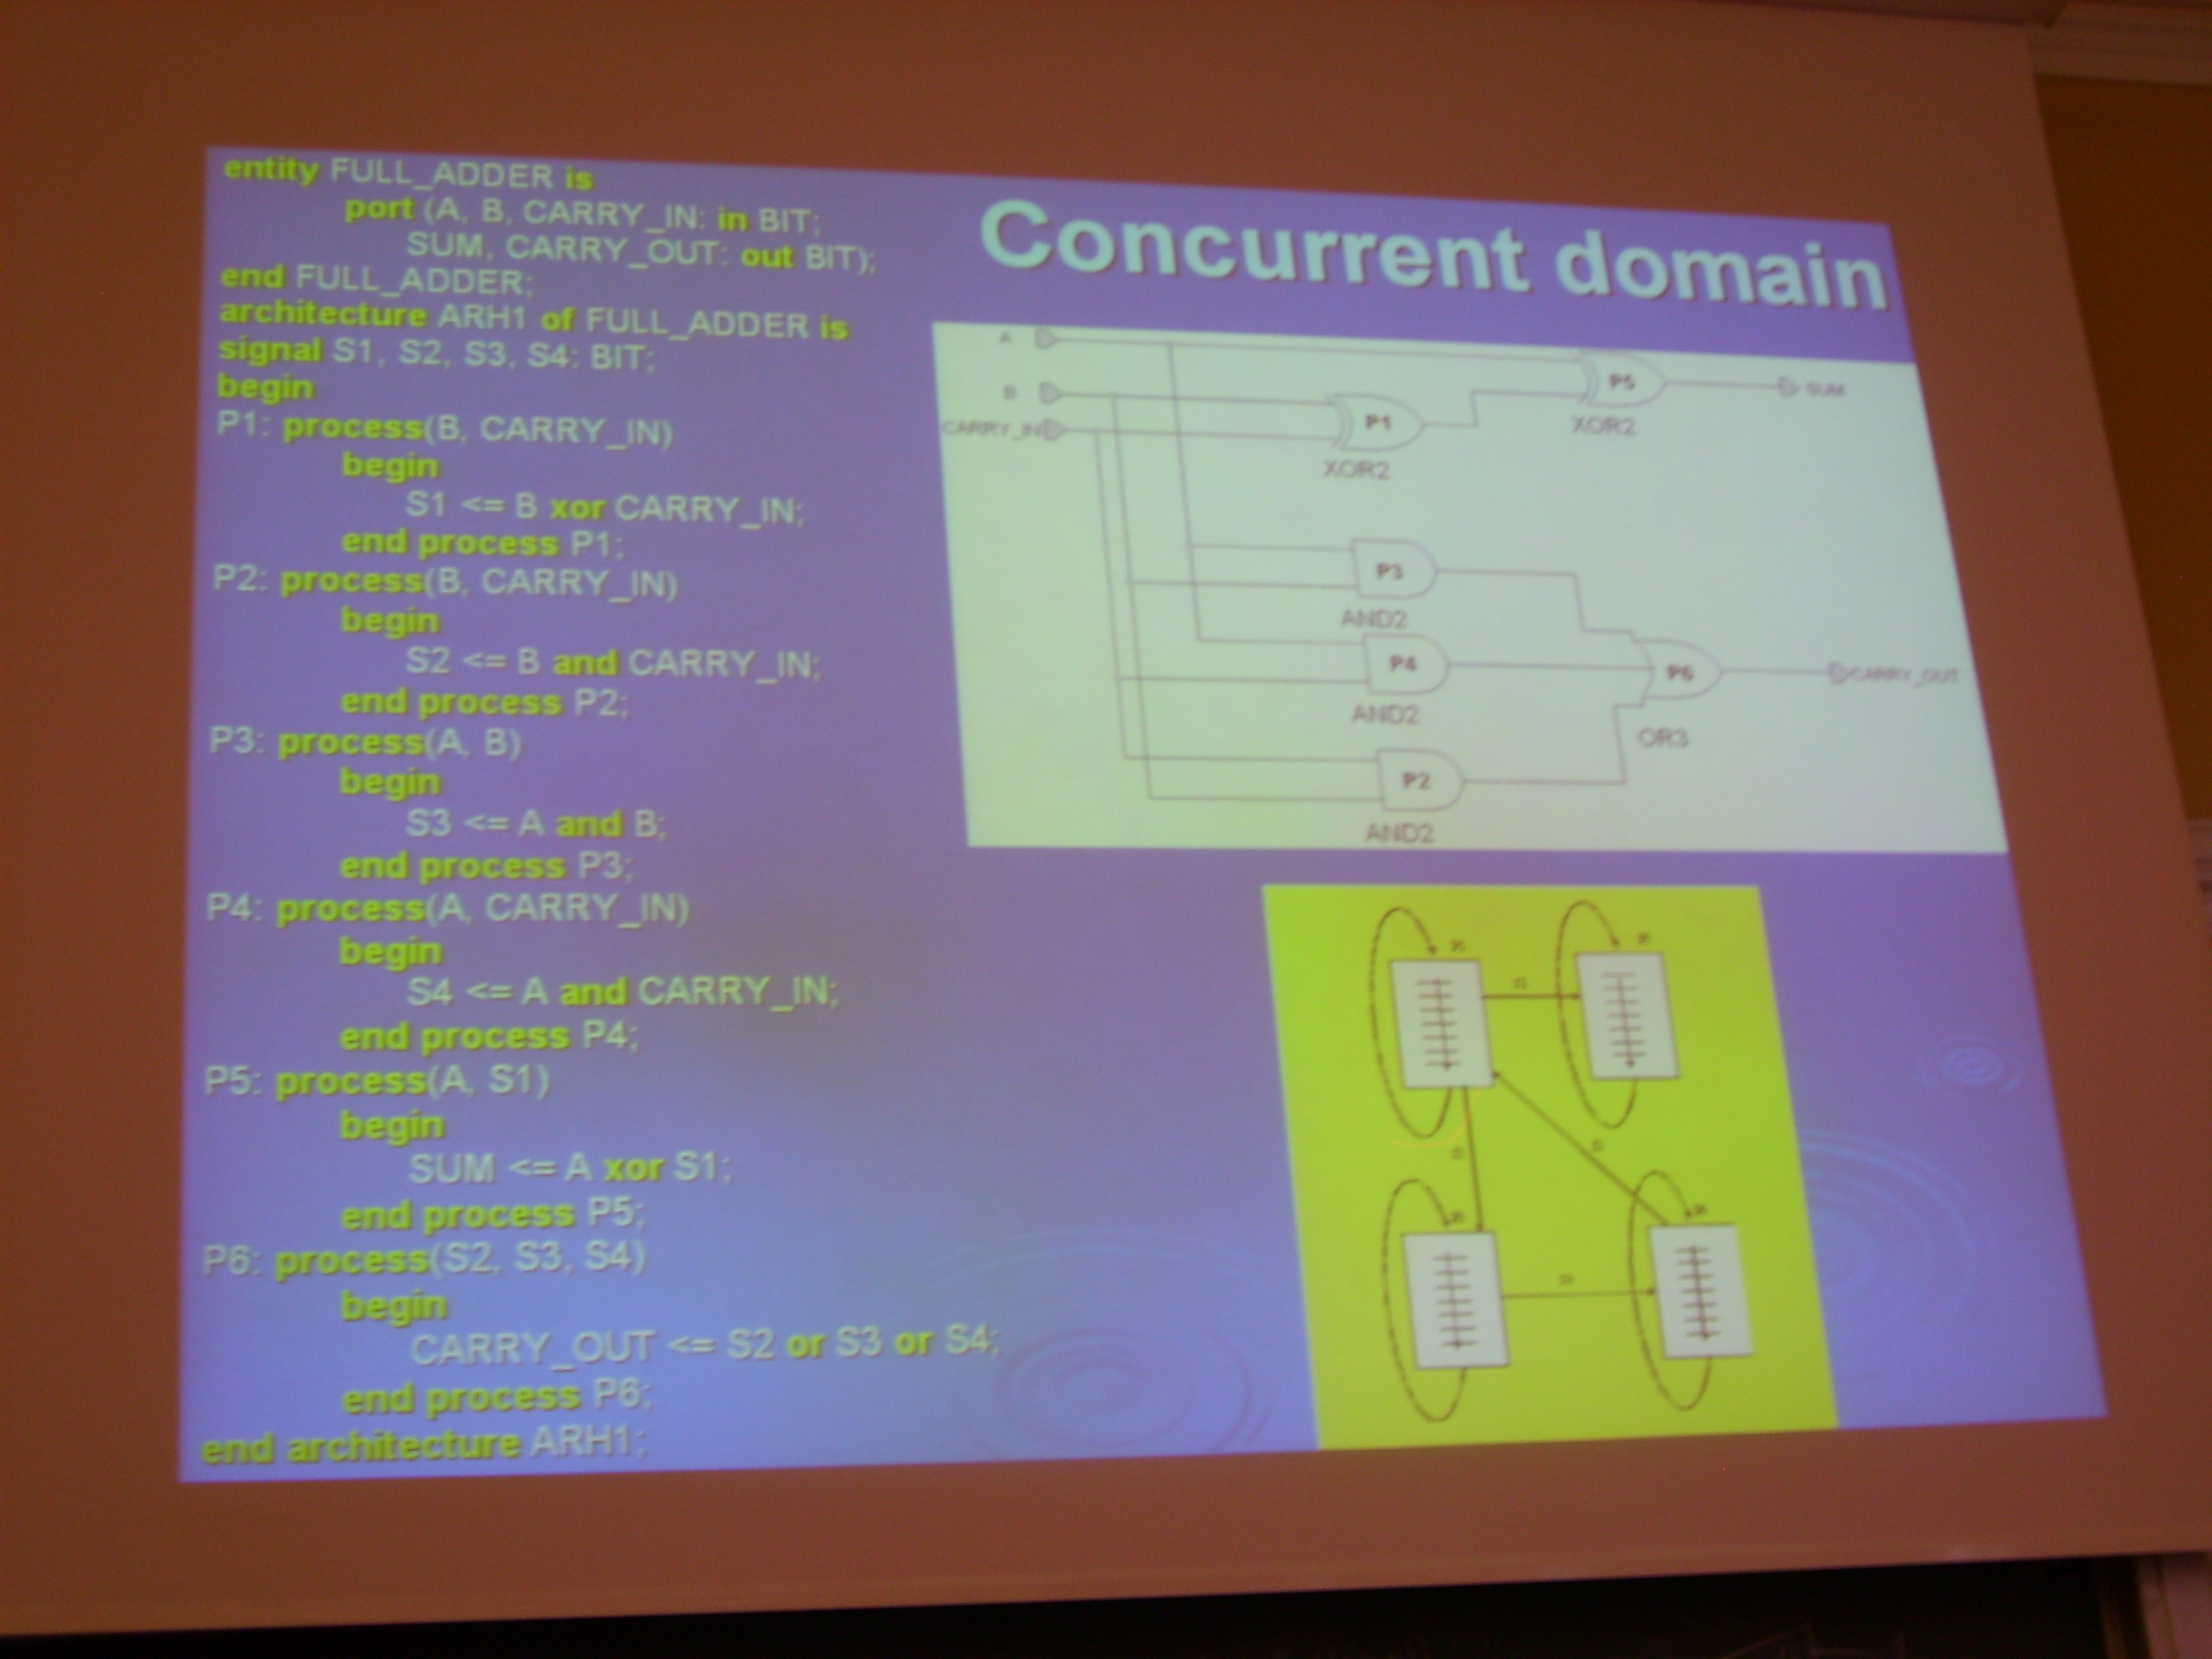 entity FULL_ADDER is
port (A, B, CARRY_IN: in BIT;
SUM, CARRY_OUT: out BIT);
end FULL_ADDER;
architecture ARH1 of FULL_ADDER is
signal S1, S2, S3, S4: BIT;
begin
P1: process(B, CARRY_IN)
begin
S1 <= B xor CARRY_IN;
end process P1;
P2: process(B, CARRY_IN)
begin
S2 <= B and CARRY_IN;
end process P2;
P3: process(A, B)
begin
S3 <= A and B;
end process P3;
P4: process(A, CARRY_IN)
begin
S4 <= A and CARRY_IN;
end process P4;
P5: process(A, S1)
begin
SUM <= A xor S1;
end process P5;
P6: process(S2, S3, S4)
begin
CARRY_OUT <= S2 or S3 or S4;
end process P6;
end architecture ARH1;
Concurrent domain
A
B
CARRY_IN
P1
XOR2
P5
XOR2
SUM
P3
AND2
P4
AND2
P2
AND2
P6
OR3
CARRY_OUT